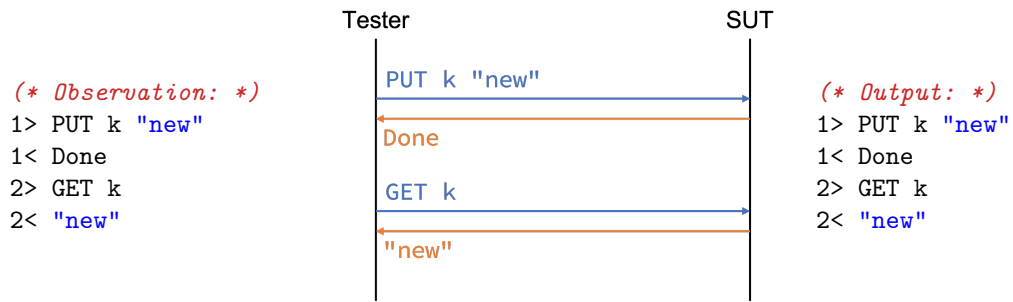 Tester
SUT
(* Observation: *)
1> PUT k "new"
1< Done
2> GET k
2< "new"
PUT k "new"
Done
GET k
"new"
(* Output: *)
1> PUT k "new"
1< Done
2> GET k
2< "new"